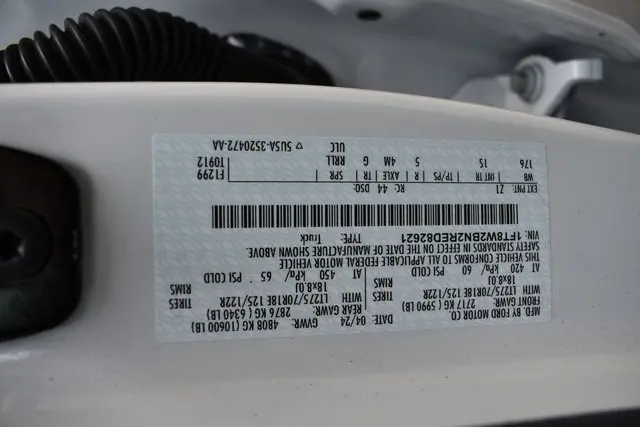 MFD. BY FORD MOTOR CO.
DATE: 04/24 GVWR: 4808 KG (10600 LB)
FRONT GAWR: 2717 KG (5990 LB) REAR GAWR: 2876 KG (6340 LB)
WITH LT275/70R18E 125/122R TIRES WITH LT275/70R18E 125/122R TIRES
18x8.0J RIMS 18x8.0J RIMS
AT 420 kPa/ 60 PSI COLD AT 450 kPa/ 65 PSI COLD
THIS VEHICLE CONFORMS TO ALL APPLICABLE FEDERAL MOTOR VEHICLE
SAFETY STANDARDS IN EFFECT ON THE DATE OF MANUFACTURE SHOWN ABOVE.
VIN: 1FT8W2BN2RED82621
TYPE: Truck
EXT PNT: Z1 RC: 44 DSO: F1299
WB INT TR TP/PS R AXLE TR SPR T0912
176 1S 5 4M G RRLL
ULC
5U5A-3520472-AA